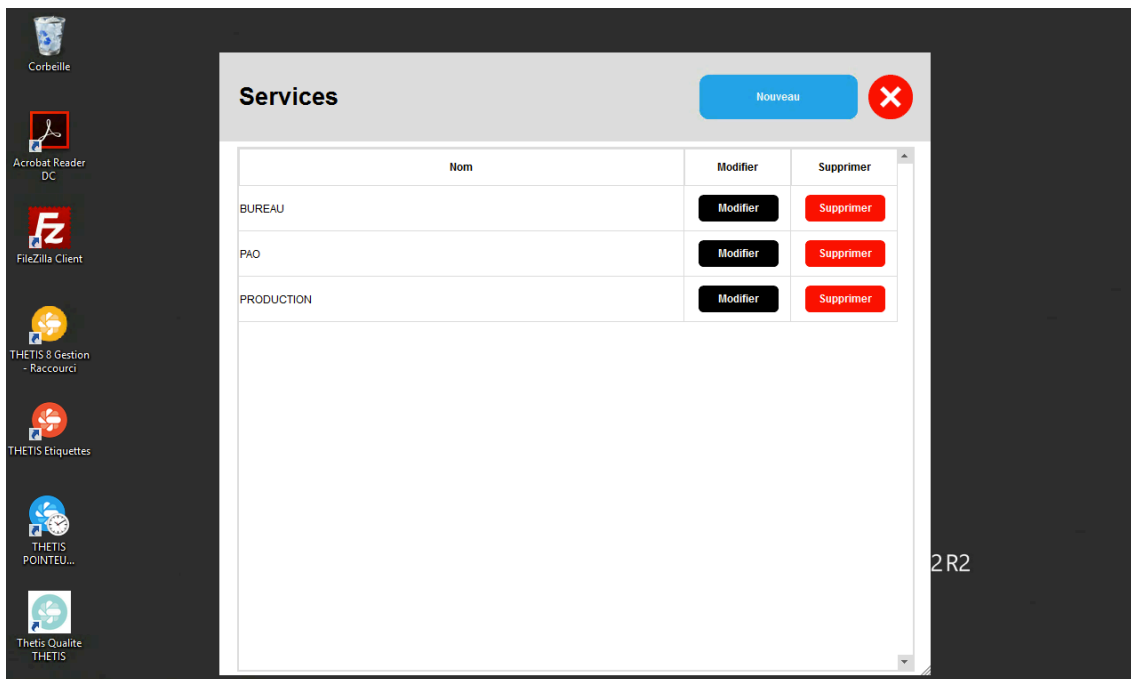 Corbeille
Acrobat Reader
DC
FileZilla Client
THETIS 8 Gestion
- Raccourci
THETIS Etiquettes
THETIS
POINTEU...
Thetis Qualite
THETIS
Services
Nouveau
Nom Modifier Supprimer
BUREAU Modifier Supprimer
PAO Modifier Supprimer
PRODUCTION Modifier Supprimer
2 R2